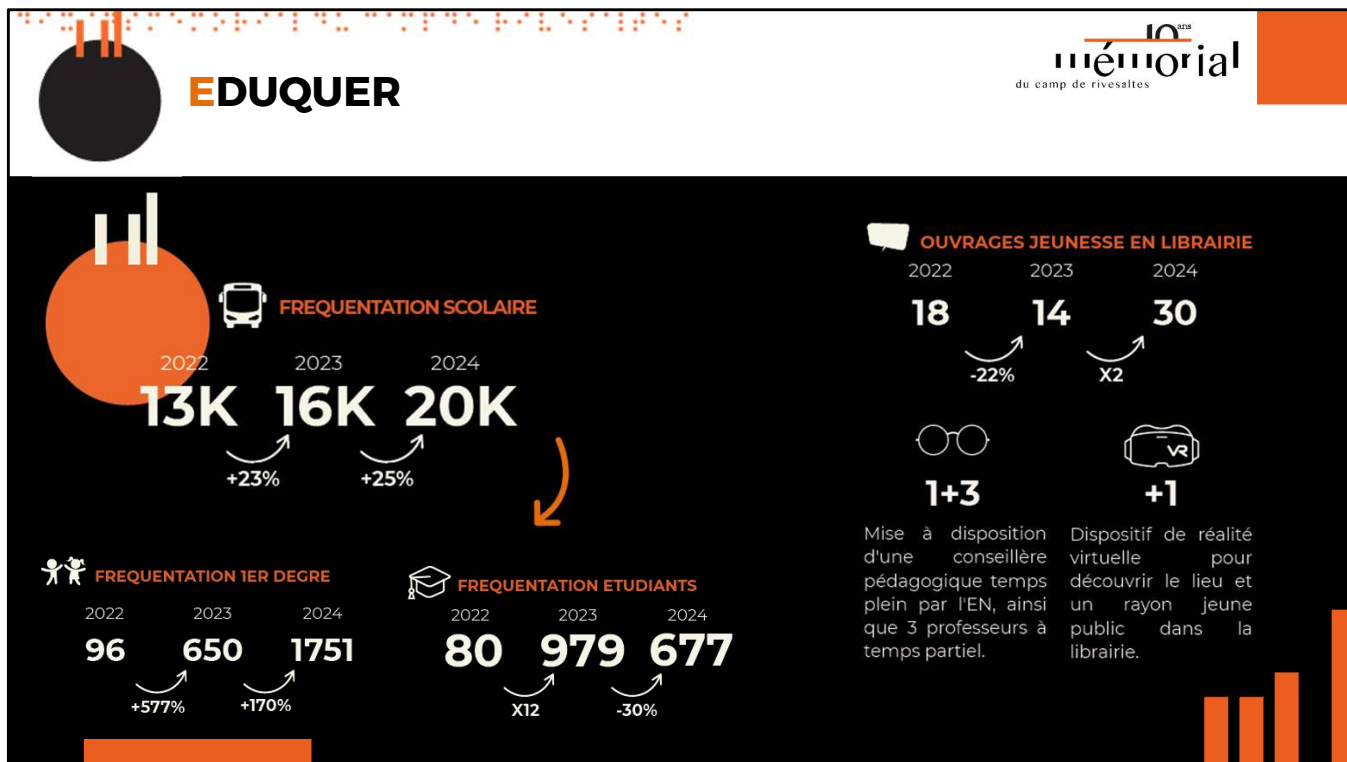 EDUQUER
10 ans
mémorial
du camp de rivesaltes
FREQUENTATION SCOLAIRE
2022 2023 2024
13K 16K 20K
+23% +25%
FREQUENTATION 1ER DEGRE
2022 2023 2024
96 650 1751
+577% +170%
FREQUENTATION ETUDIANTS
2022 2023 2024
80 979 677
X12 -30%
OUVRAGES JEUNESSE EN LIBRAIRIE
2022 2023 2024
18 14 30
-22% X2
1+3
Mise à disposition
d'une conseillère
pédagogique temps
plein par l'EN, ainsi
que 3 professeurs à
temps partiel.
VR
+1
Dispositif de réalité
virtuelle pour
découvrir le lieu et
un rayon jeune
public dans la
librairie.